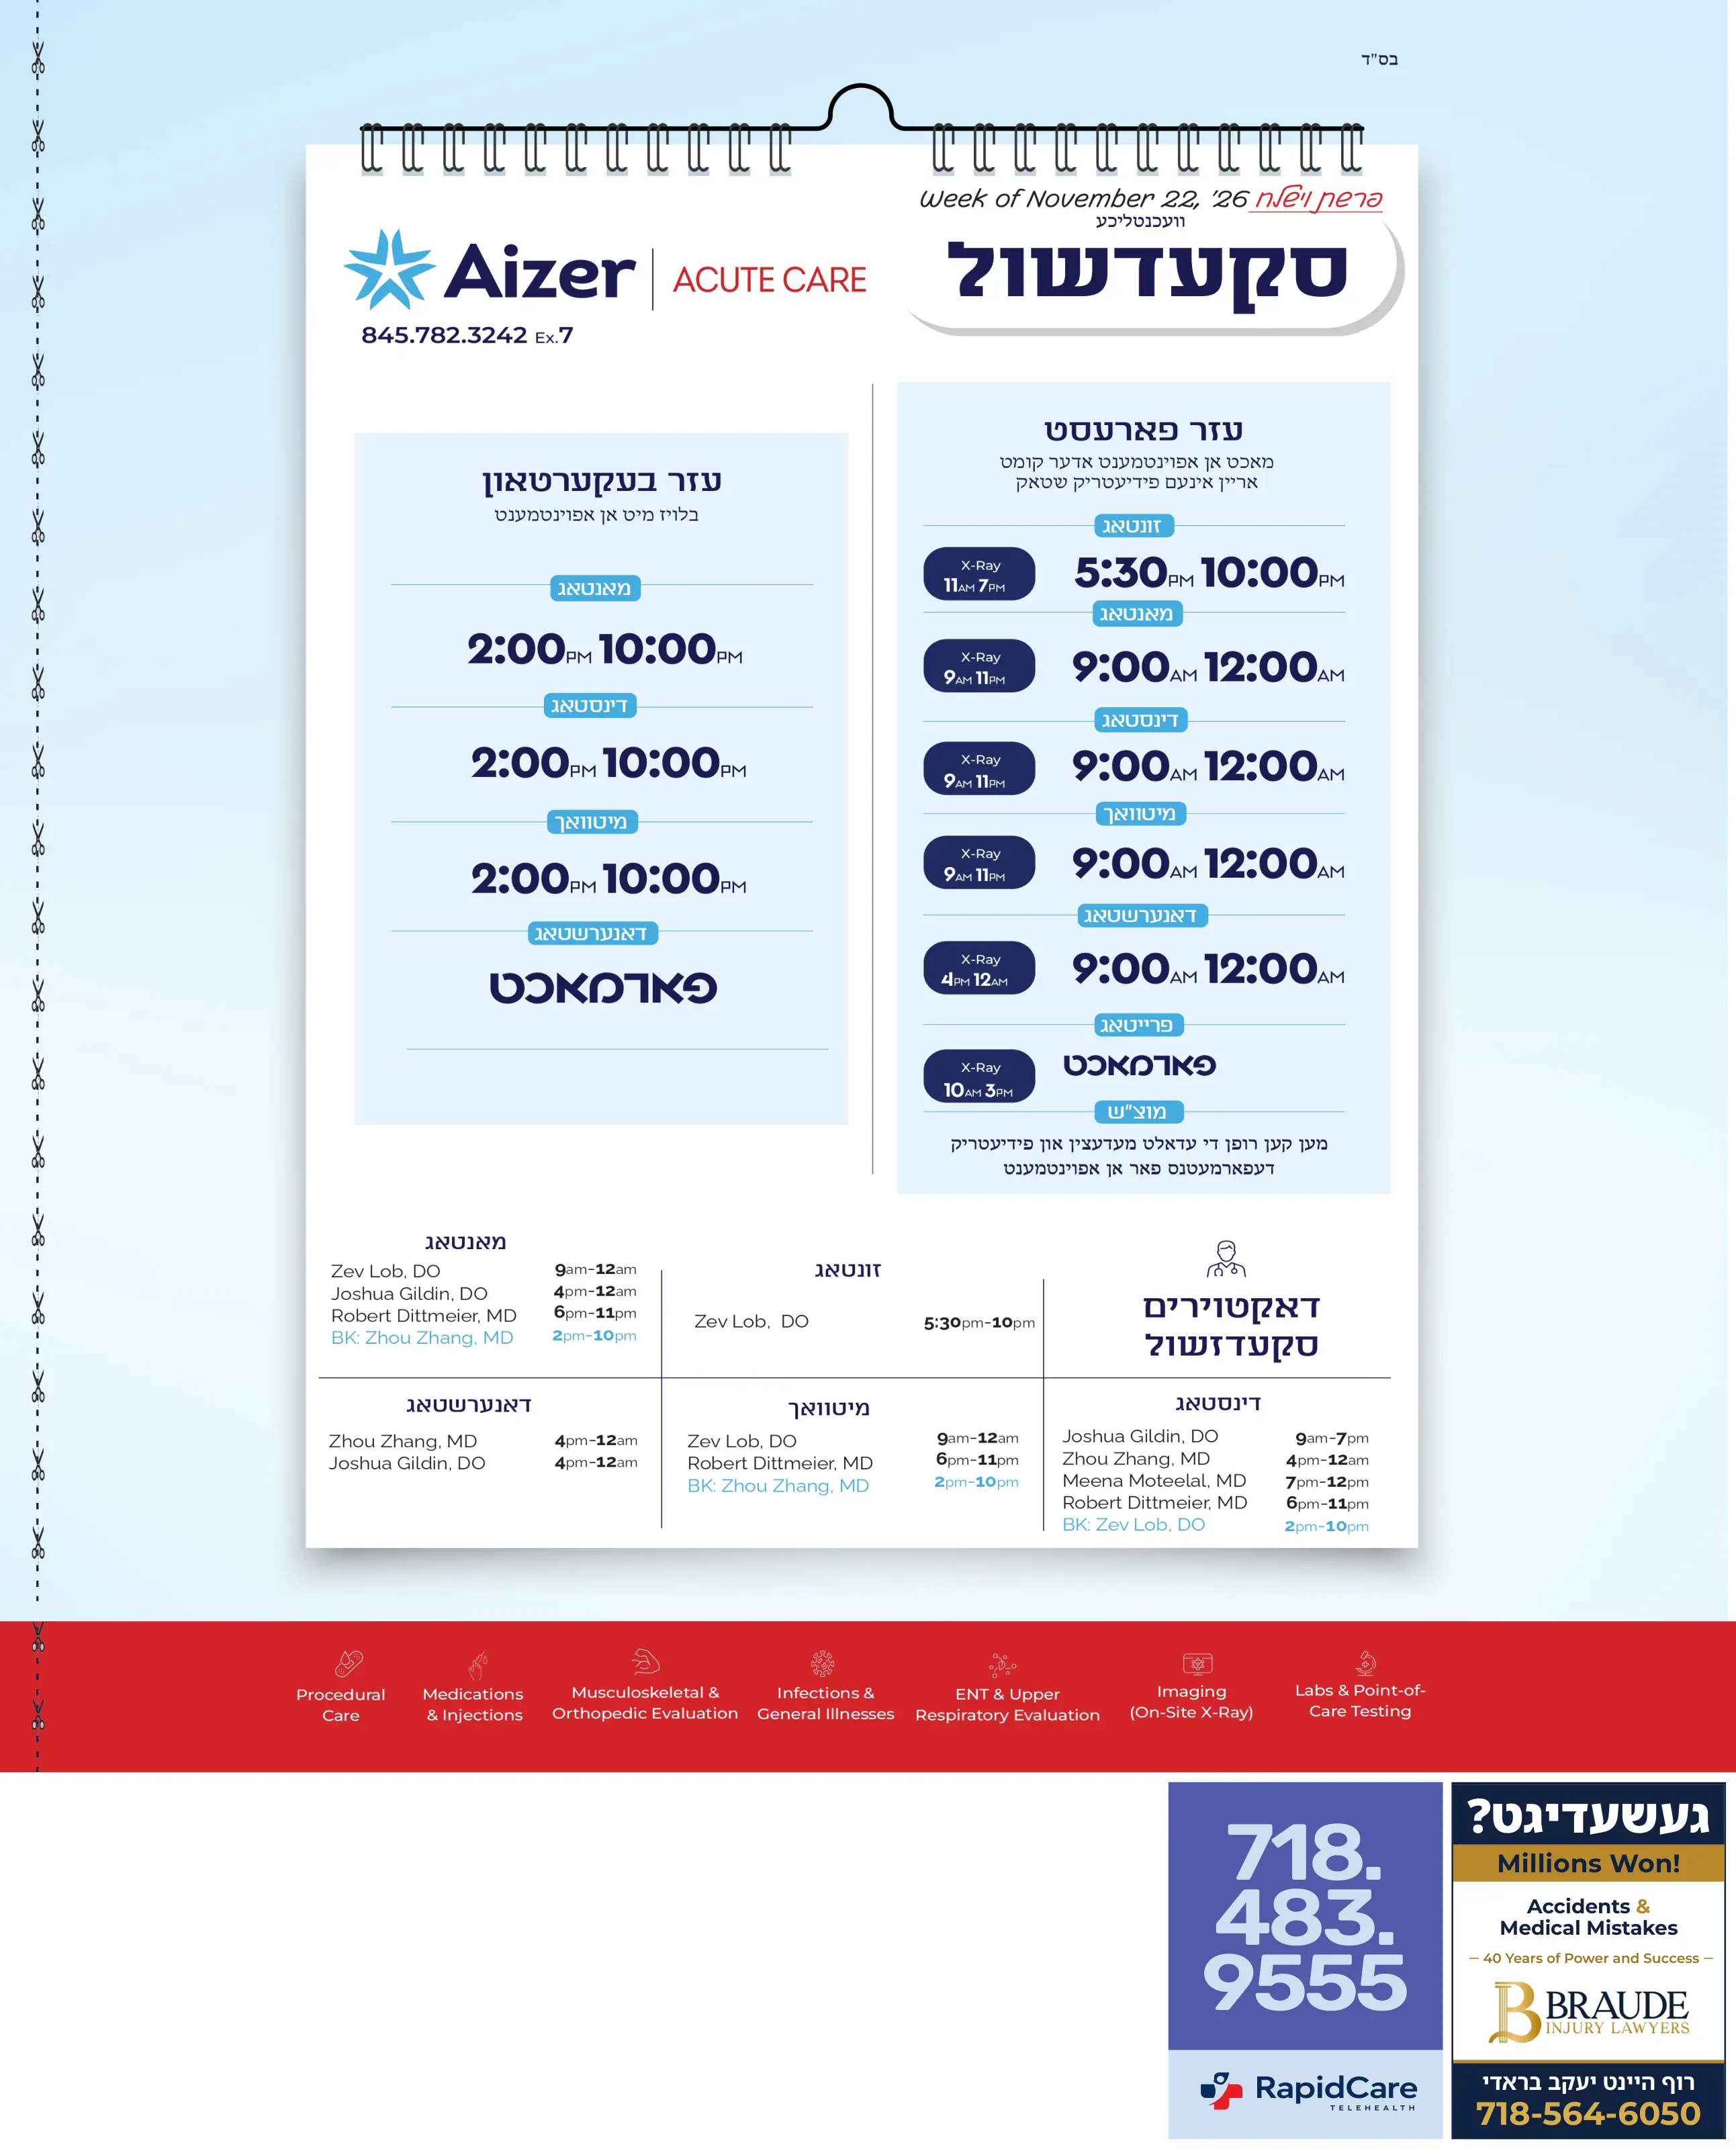 בס"ד
Week of November 22, '26 פרשת וישלח
וועכנטליכע
סקעדשול
Aizer | ACUTE CARE
845.782.3242 Ex.7
עזר פארעסט
מאכט אן אפוינטמענט אדער קומט
אריין אינעם פידיעטריק שטאק
זונטאג
5:30PM 10:00PM
X-Ray
11AM 7PM
מאנטאג
9:00AM 12:00AM
X-Ray
9AM 11PM
דינסטאג
9:00AM 12:00AM
X-Ray
9AM 11PM
מיטוואך
9:00AM 12:00AM
X-Ray
9AM 11PM
דאנערשטאג
9:00AM 12:00AM
X-Ray
4PM 12AM
פרייטאג
פארמאכט
X-Ray
10AM 3PM
מוצ"ש
מען קען רופן די עדאלט מעדעצין און פידיעטריק
דעפארמעטנס פאר אן אפוינטמענט
עזר בעקערטאון
בלויז מיט אן אפוינטמענט
מאנטאג
2:00PM 10:00PM
דינסטאג
2:00PM 10:00PM
מיטוואך
2:00PM 10:00PM
דאנערשטאג
פארמאכט
דאקטוירים
סקעדזשול
זונטאג
Zev Lob, DO 5:30pm-10pm
מאנטאג
Zev Lob, DO 9am-12am
Joshua Gildin, DO 4pm-12am
Robert Dittmeier, MD 6pm-11pm
BK: Zhou Zhang, MD 2pm-10pm
דינסטאג
Joshua Gildin, DO 9am-7pm
Zhou Zhang, MD 4pm-12am
Meena Moteelal, MD 7pm-12pm
Robert Dittmeier, MD 6pm-11pm
BK: Zev Lob, DO 2pm-10pm
מיטוואך
Zev Lob, DO 9am-12am
Robert Dittmeier, MD 6pm-11pm
BK: Zhou Zhang, MD 2pm-10pm
דאנערשטאג
Zhou Zhang, MD 4pm-12am
Joshua Gildin, DO 4pm-12am
Procedural
Care
Medications
& Injections
Musculoskeletal &
Orthopedic Evaluation
Infections &
General Illnesses
ENT & Upper
Respiratory Evaluation
Imaging
(On-Site X-Ray)
Labs & Point-of-
Care Testing
718.
483.
9555
RapidCare
TELEHEALTH
געשעדיגט?
Millions Won!
Accidents &
Medical Mistakes
– 40 Years of Power and Success –
B BRAUDE
INJURY LAWYERS
רוף היינט יעקב בראדי
718-564-6050